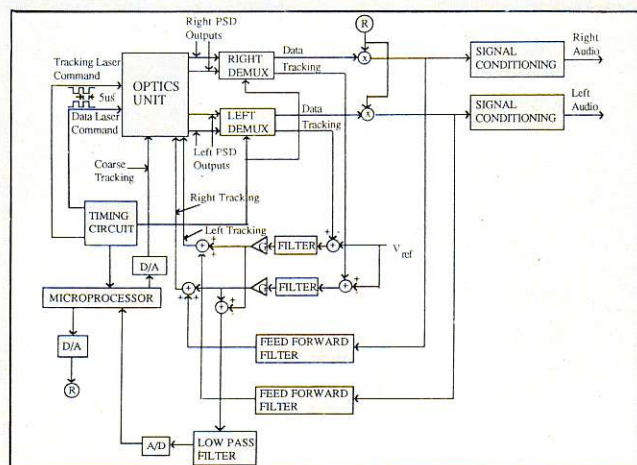 Right PSD
Outputs
R
Right
Audio
Tracking Laser
Command
5us
Data Laser
Command
OPTICS
UNIT
RIGHT
DEMUX
Data
Tracking
x
SIGNAL
CONDITIONING
Left
Audio
LEFT
DEMUX
Data
Tracking
x
SIGNAL
CONDITIONING
Left PSD
Outputs
Coarse
Tracking
Right Tracking
Left Tracking
TIMING
CIRCUIT
D/A
MICROPROCESSOR
D/A
R
+
G
FILTER
+
V ref
+
G
FILTER
+
+
FEED FORWARD
FILTER
FEED FORWARD
FILTER
A/D
LOW PASS
FILTER